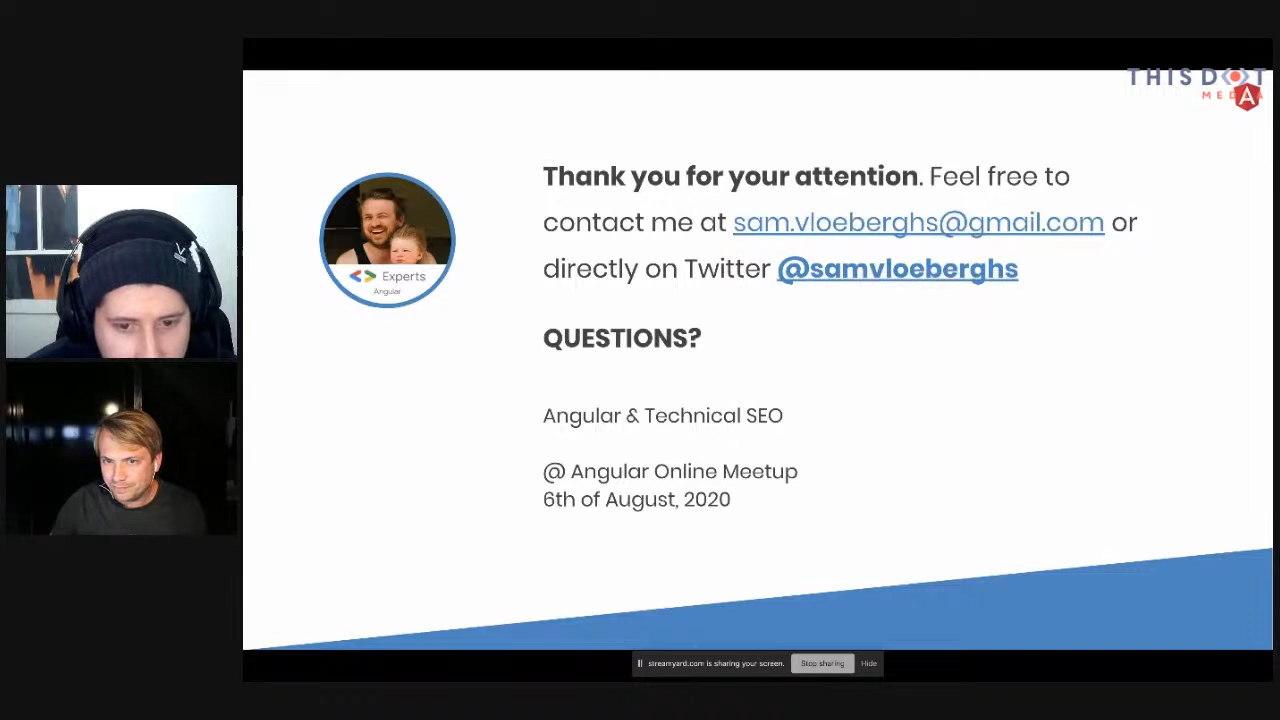 THIS DOT
MEDIA
Thank you for your attention. Feel free to
contact me at sam.vloeberghs@gmail.com or
directly on Twitter @samvloeberghs
Experts
Angular
QUESTIONS?
Angular & Technical SEO
@ Angular Online Meetup
6th of August, 2020
streamyard.com is sharing your screen.
Stop sharing
Hide